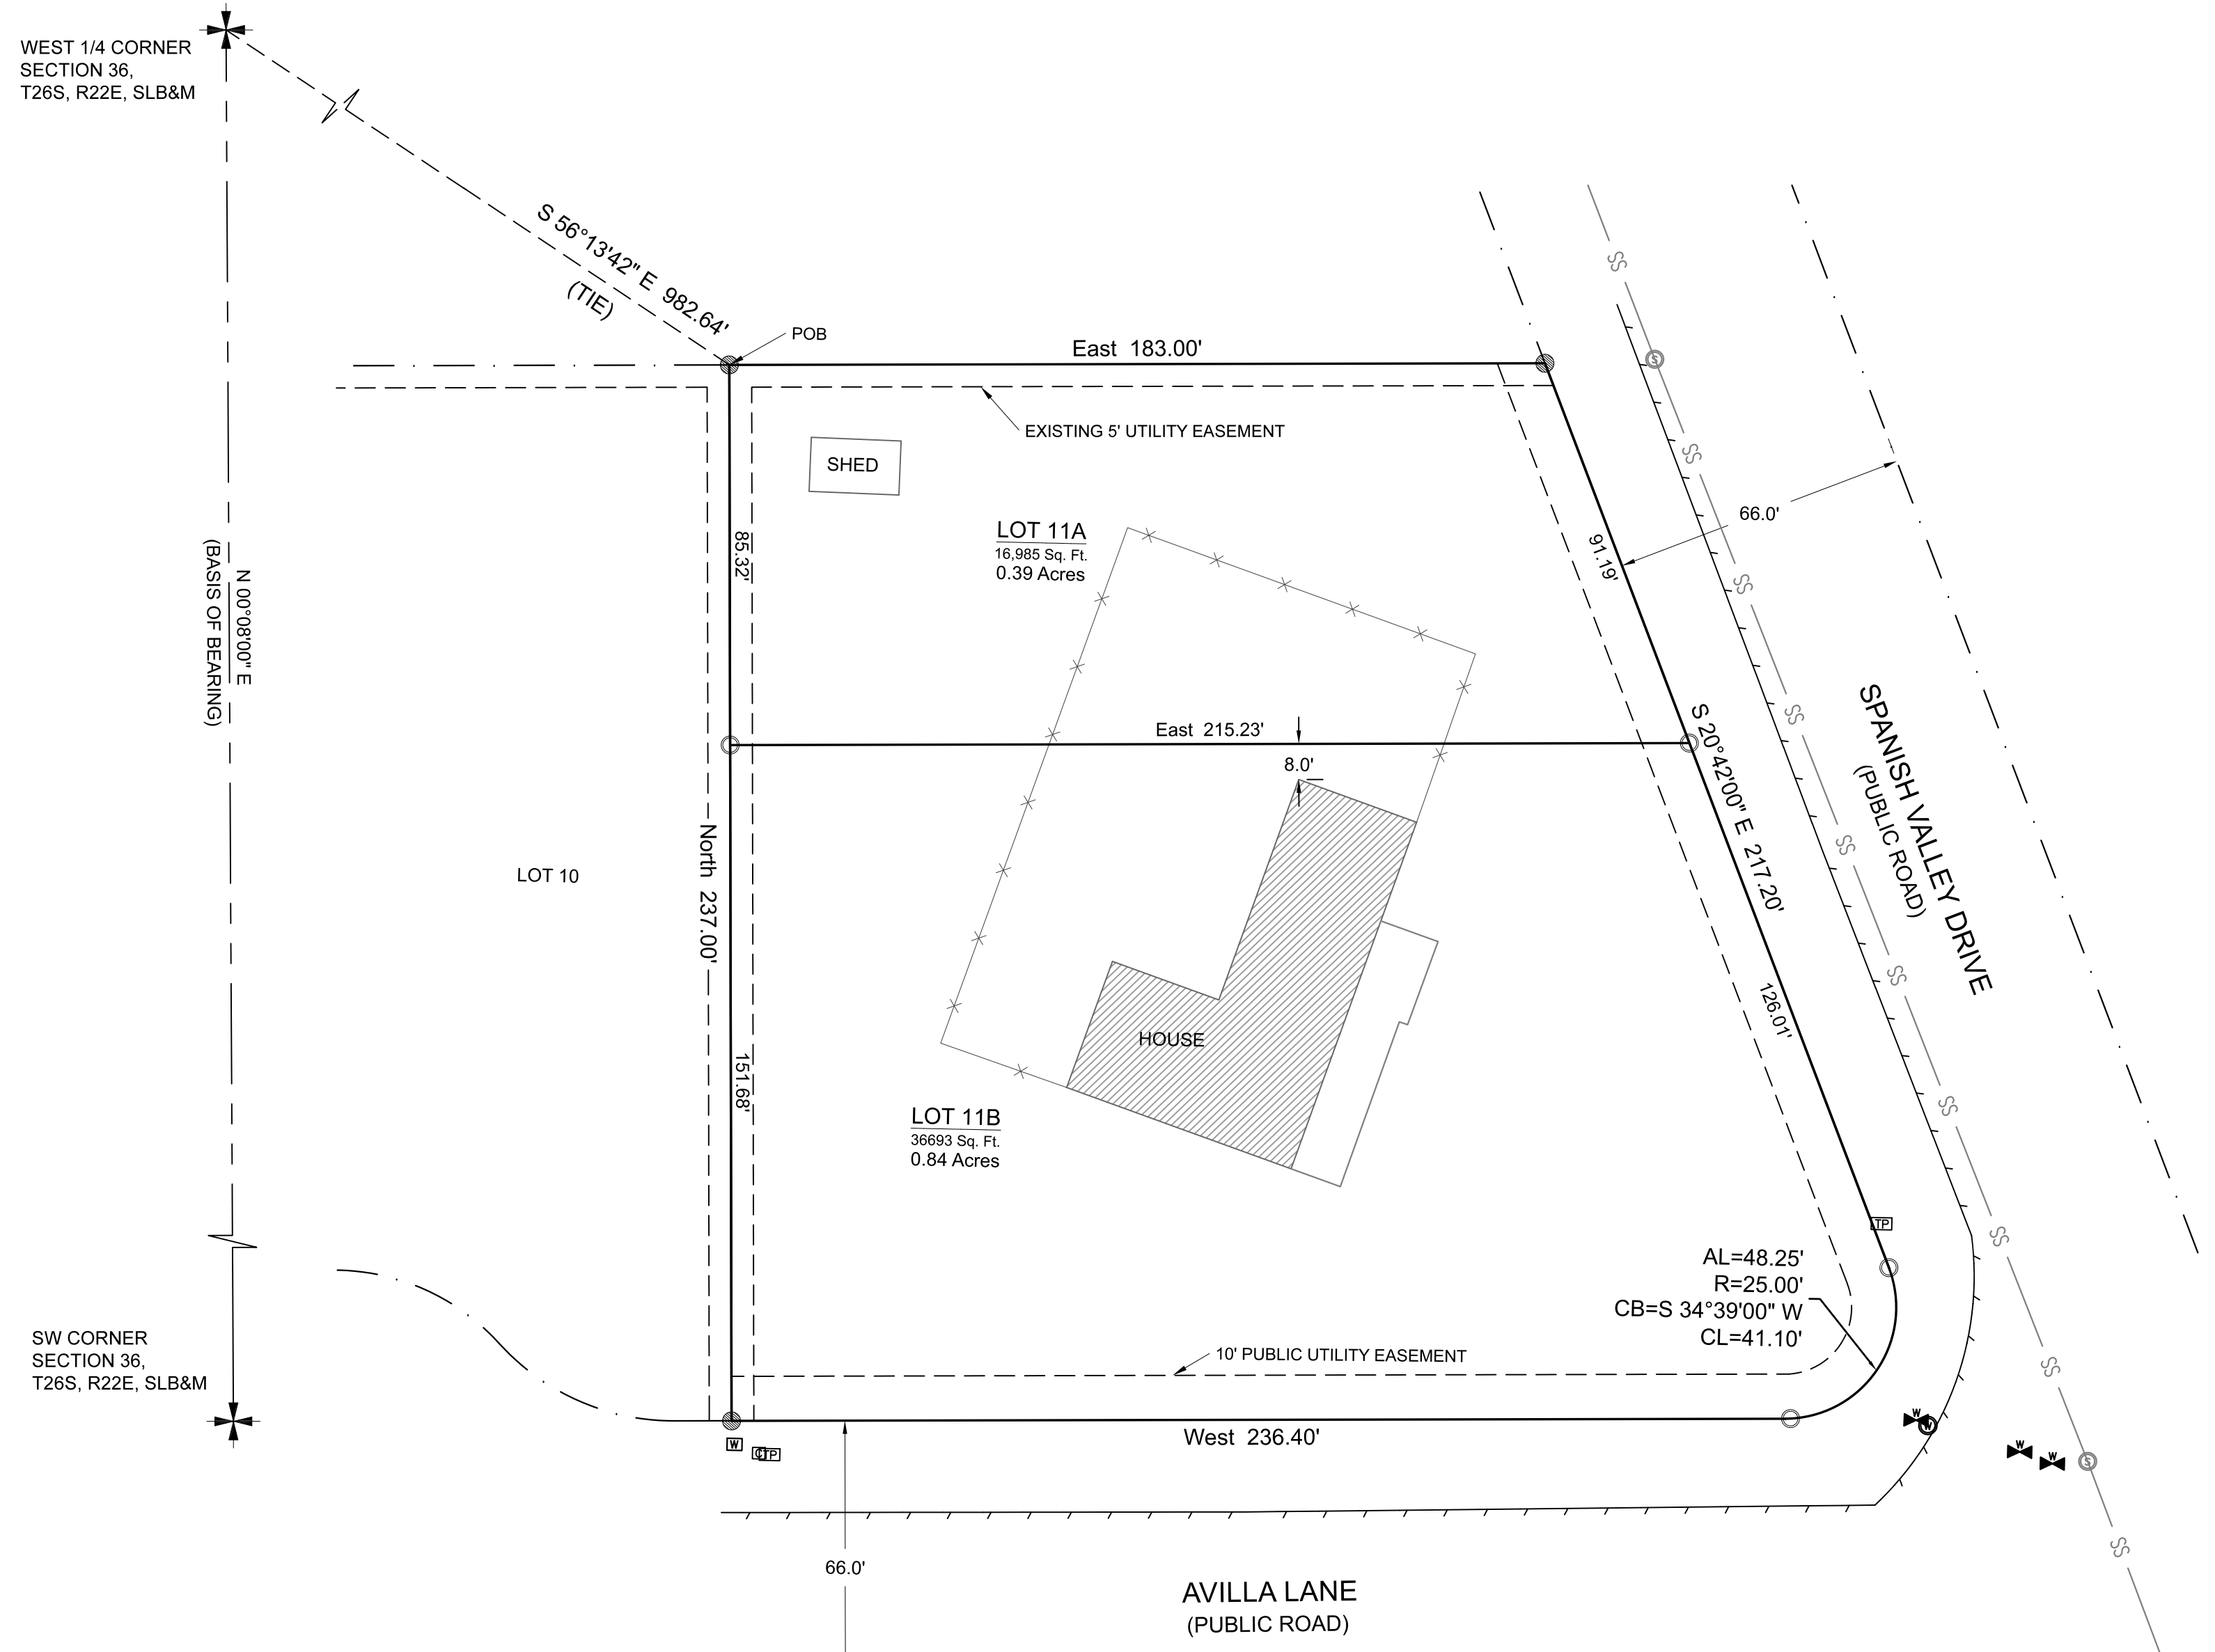 WEST 1/4 CORNER
SECTION 36,
T26S, R22E, SLB&M
S 56°13'42" E 982.64'
(TIE)
POB
East 183.00'
EXISTING 5' UTILITY EASEMENT
SHED
LOT 11A
16,985 Sq. Ft.
0.39 Acres
85.32'
91.19'
66.0'
N 00°08'00" E
(BASIS OF BEARING)
East 215.23'
8.0'
S 20°42'00" E 217.20'
SPANISH VALLEY DRIVE
(PUBLIC ROAD)
LOT 10
North 237.00'
126.01'
HOUSE
151.68'
LOT 11B
36693 Sq. Ft.
0.84 Acres
TP
AL=48.25'
R=25.00'
CB=S 34°39'00" W
CL=41.10'
SW CORNER
SECTION 36,
T26S, R22E, SLB&M
10' PUBLIC UTILITY EASEMENT
West 236.40'
W
TP
W
W
W
W
S
S
SS
SS
SS
SS
SS
SS
SS
SS
SS
SS
SS
66.0'
AVILLA LANE
(PUBLIC ROAD)